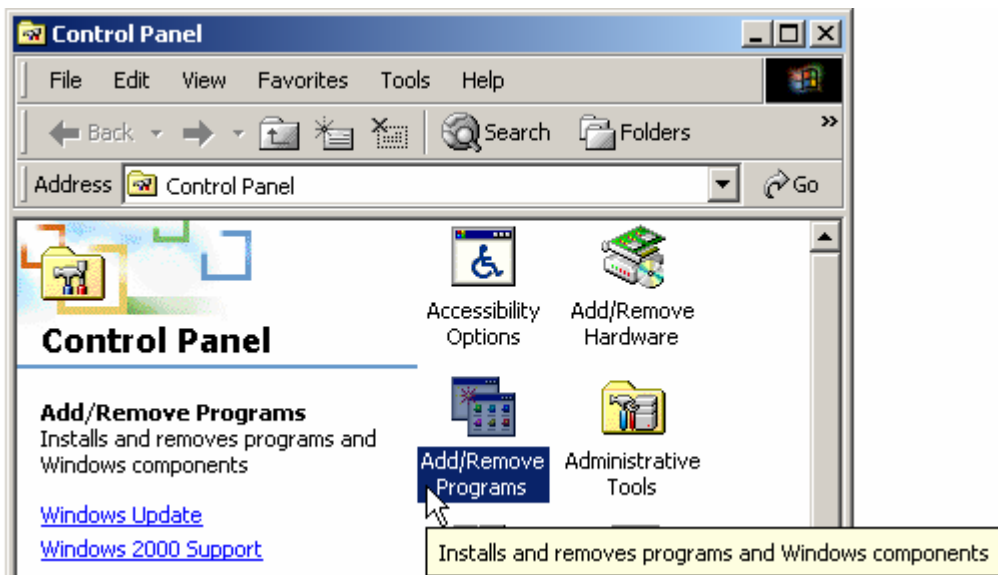 Control Panel
File Edit View Favorites Tools Help
Back Search Folders »
Address Control Panel Go
Control Panel
Add/Remove Programs
Installs and removes programs and
Windows components
Windows Update
Windows 2000 Support
Accessibility
Options
Add/Remove
Hardware
Add/Remove
Programs
Administrative
Tools
Installs and removes programs and Windows components